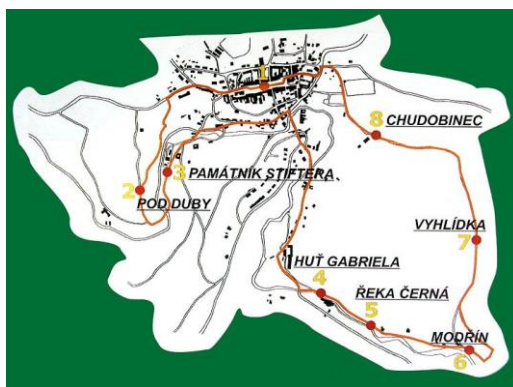 1
8 CHUDOBINEC
3 PAMÁTNÍK STIFTERA
2
POD DUBY
VYHLÍDKA
7
HUŤ GABRIELA
4
ŘEKA ČERNÁ
5
MODŘÍN
6